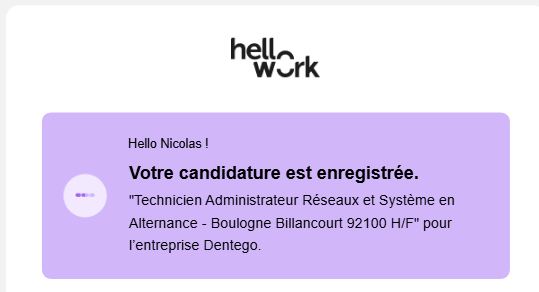 hello
work
Hello Nicolas !
Votre candidature est enregistrée.
"Technicien Administrateur Réseaux et Système en
Alternance - Boulogne Billancourt 92100 H/F" pour
l’entreprise Dentego.